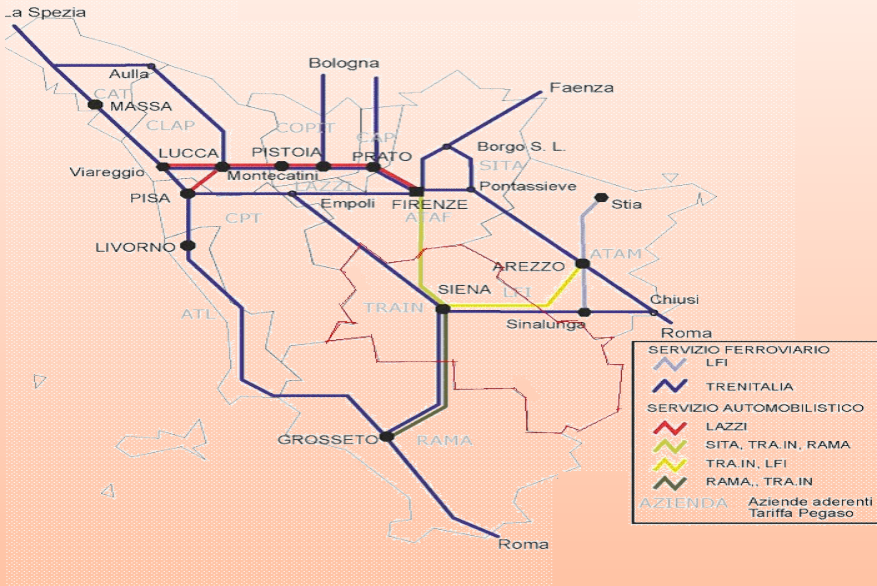 La Spezia
Bologna
Faenza
Aulla
CAT
MASSA
CLAP
COPIT
CAP
LUCCA
PISTOIA
PRATO
Borgo S. L.
SITA
Viareggio
Montecatini
LAZZI
Pontassieve
PISA
Empoli
FIRENZE
ATAF
Stia
CPT
LIVORNO
AREZZO
ATAM
SIENA
LFI
Chiusi
ATL
TRAIN
Sinalunga
Roma
GROSSETO
RAMA
Roma
SERVIZIO FERROVIARIO
LFI
TRENITALIA
SERVIZIO AUTOMOBILISTICO
LAZZI
SITA, TRA.IN, RAMA
TRA.IN, LFI
RAMA,, TRA.IN
AZIENDA Aziende aderenti
Tariffa Pegaso